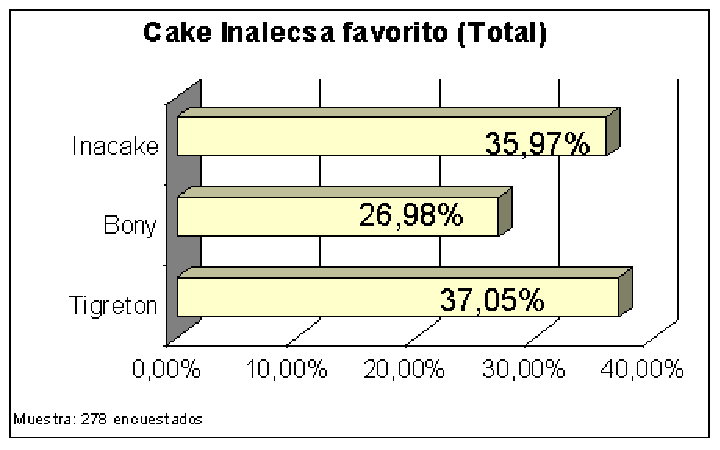 Cake Inalecsa favorito (Total)
Inacake
35,97%
Bony
26,98%
Tigreton
37,05%
0,00% 10,00% 20,00% 30,00% 40,00%
Muestra: 278 encuestados